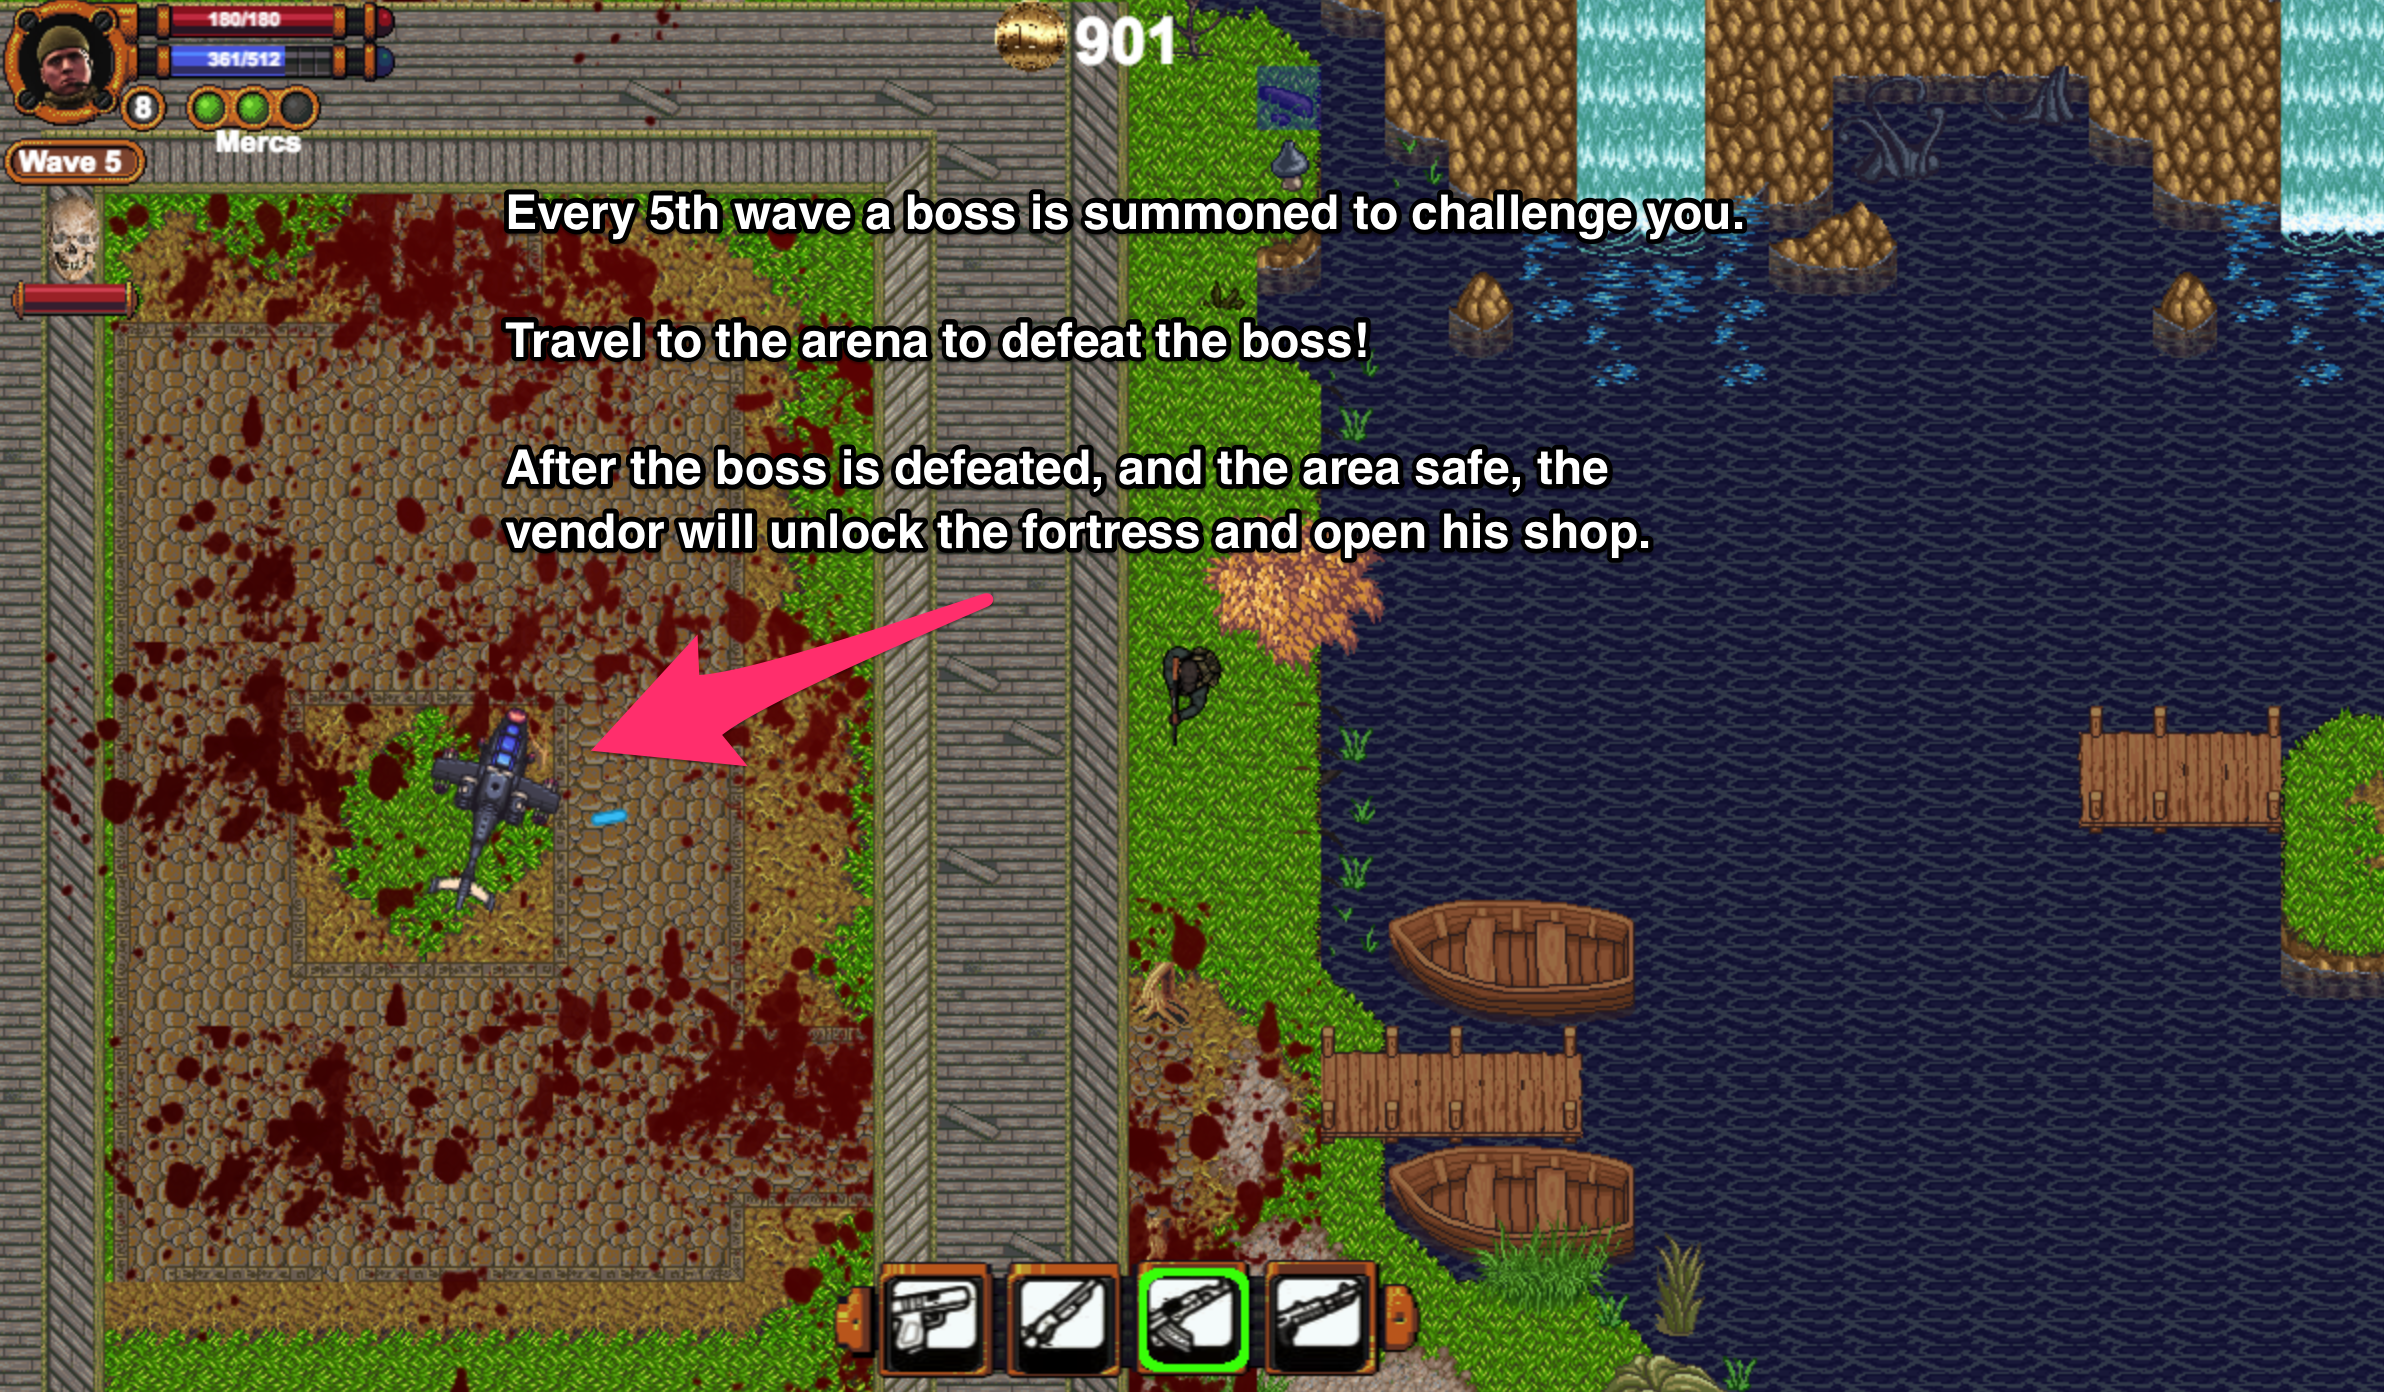 180/180
901
361/512
8
Mercs
Wave 5
Every 5th wave a boss is summoned to challenge you.
Travel to the arena to defeat the boss!
After the boss is defeated, and the area safe, the
vendor will unlock the fortress and open his shop.